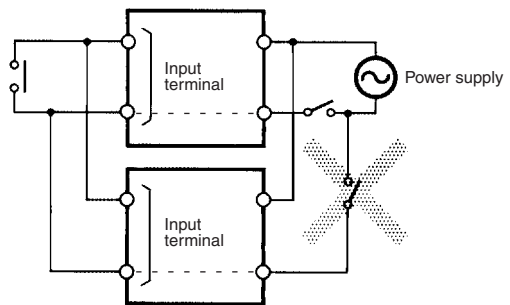 Input
terminal
Power supply
Input
terminal